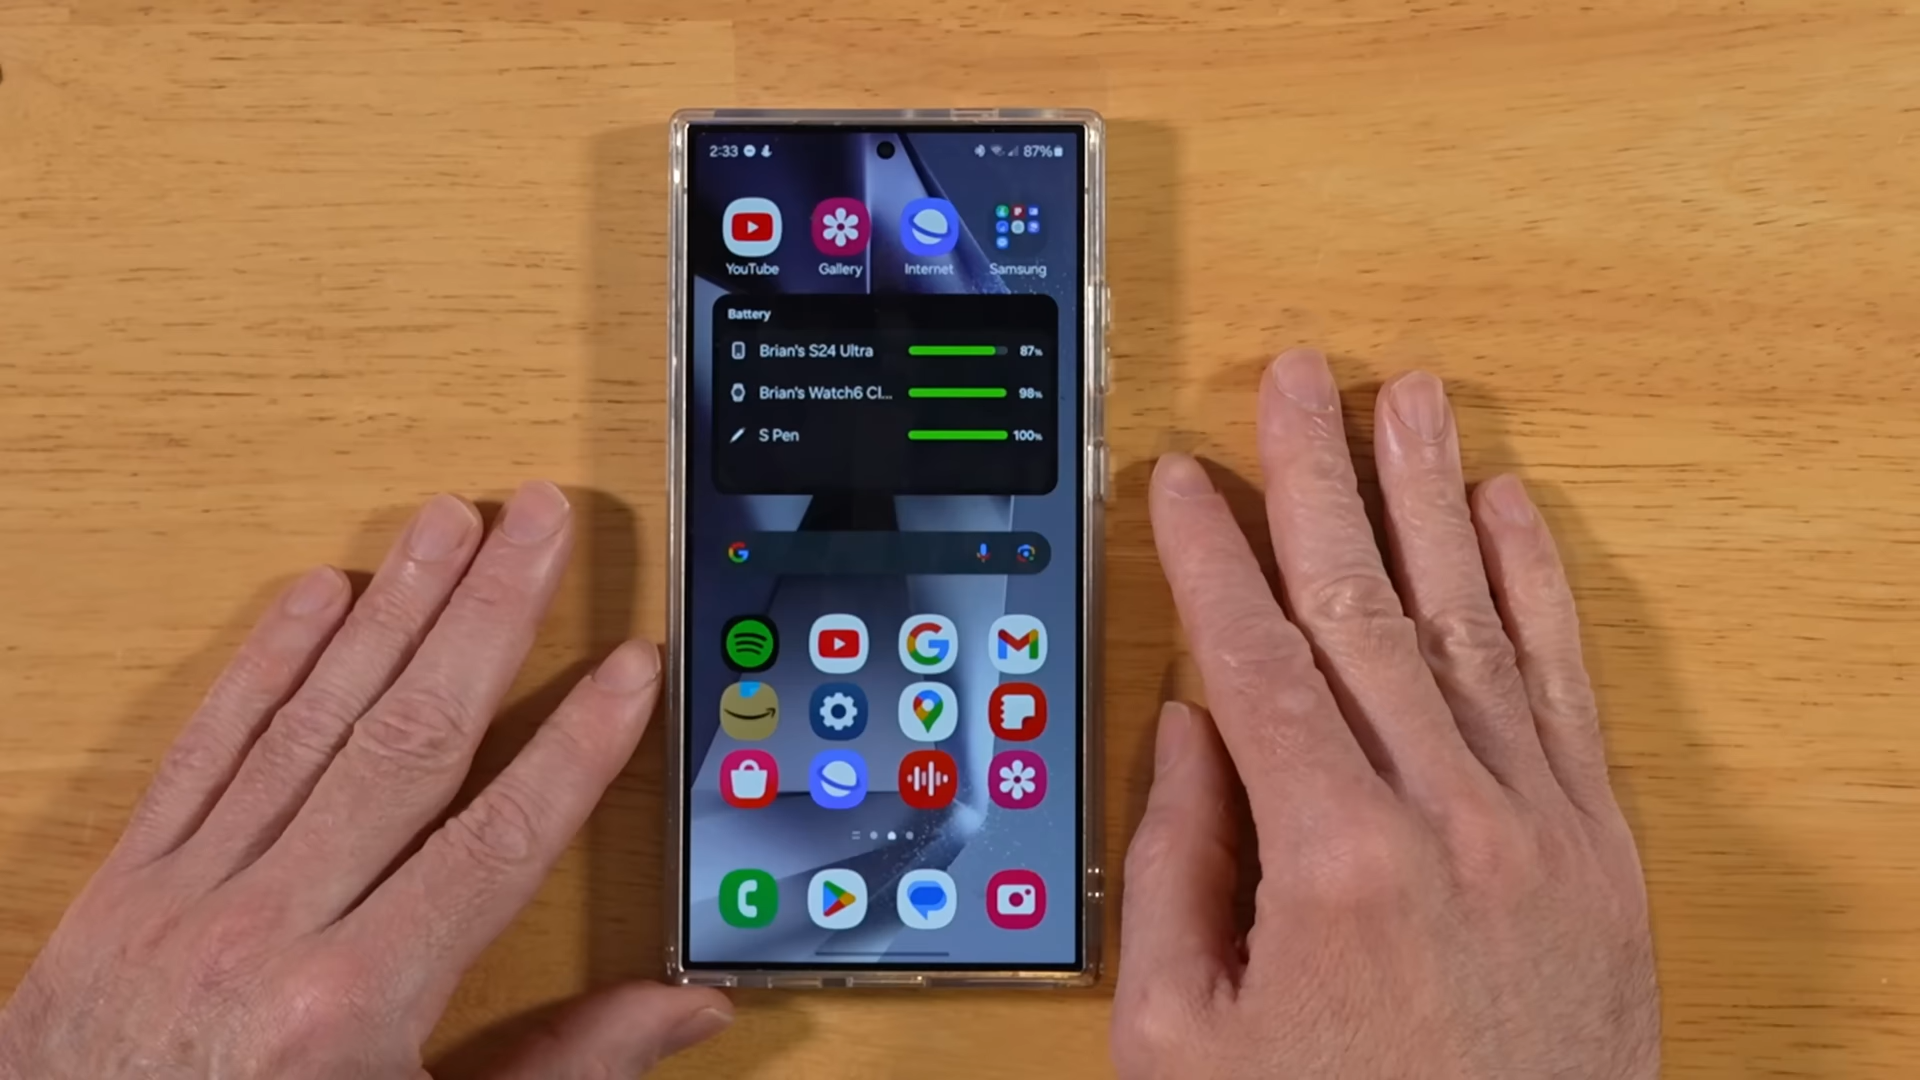 2:33 87%
YouTube Gallery Internet Samsung
Battery
Brian's S24 Ultra 87%
Brian's Watch6 Cl... 98%
S Pen 100%